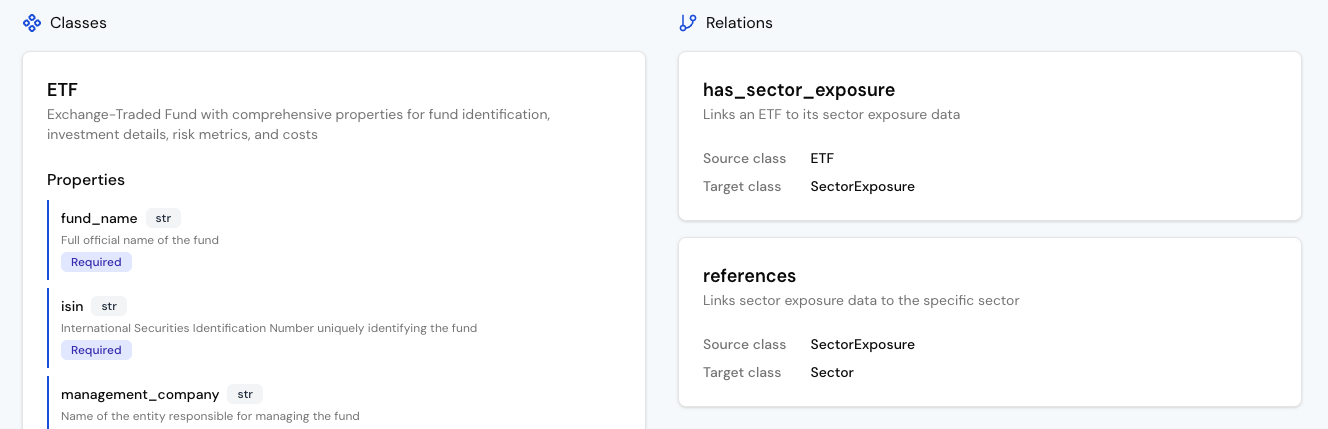 Classes
ETF
Exchange-Traded Fund with comprehensive properties for fund identification,
investment details, risk metrics, and costs
Properties
fund_name str
Full official name of the fund
Required
isin str
International Securities Identification Number uniquely identifying the fund
Required
management_company str
Name of the entity responsible for managing the fund
Relations
has_sector_exposure
Links an ETF to its sector exposure data
Source class ETF
Target class SectorExposure
references
Links sector exposure data to the specific sector
Source class SectorExposure
Target class Sector